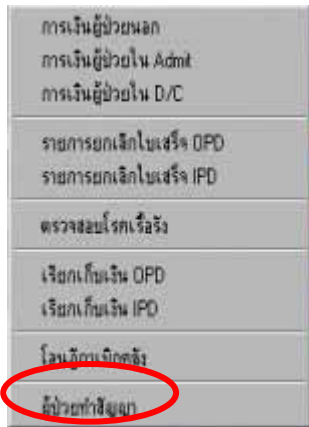 การเงินผู้ป่วยนอก
การเงินผู้ป่วยใน Admit
การเงินผู้ป่วยใน D/C
รายการยกเลิกใบเสร็จ OPD
รายการยกเลิกใบเสร็จ IPD
ตรวจสอบโรคเรื้อรัง
เรียกเก็บเงิน OPD
เรียกเก็บเงิน IPD
โอนฎีกาเบิกคลัง
ผู้ป่วยทำสัญญา